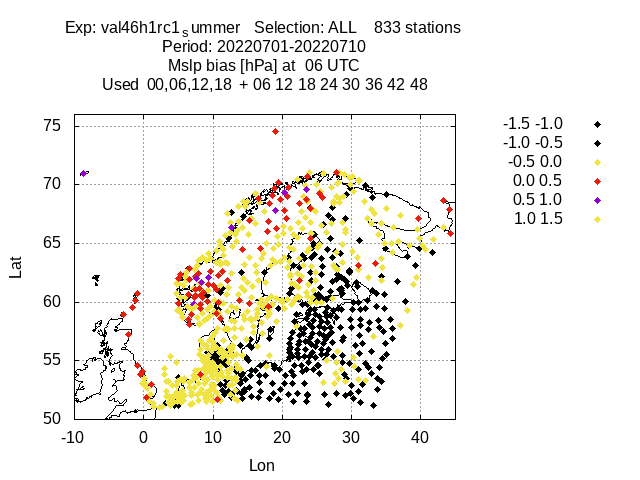 Exp: val46h1rc1summer Selection: ALL 833 stations
Period: 20220701-20220710
Mslp bias [hPa] at 06 UTC
Used 00,06,12,18 + 06 12 18 24 30 36 42 48
-1.5 -1.0
-1.0 -0.5
-0.5 0.0
0.0 0.5
0.5 1.0
1.0 1.5
75
70
65
60
55
50
Lat
-10 0 10 20 30 40
Lon